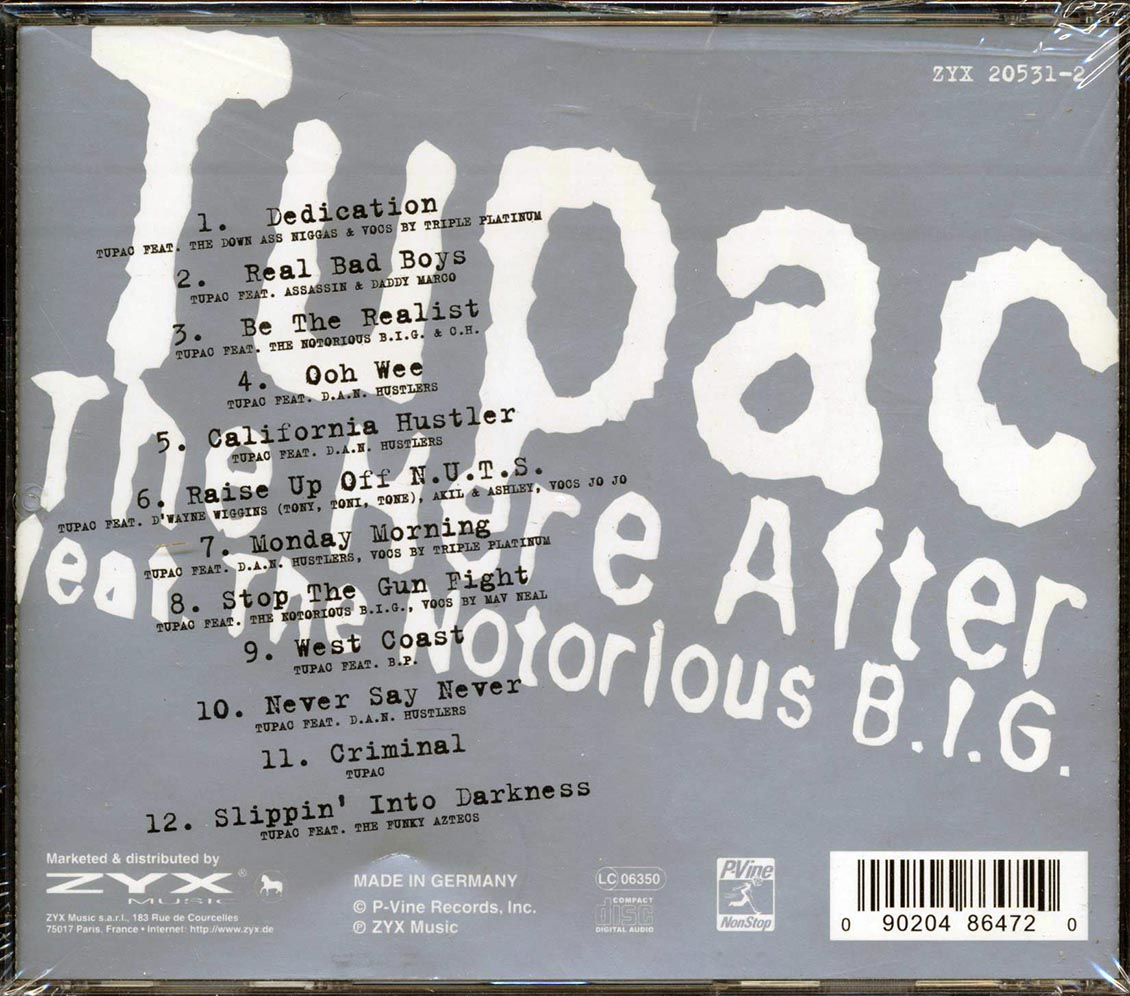 ZYX 20531-2
Tupac
The Here After
feat. The Notorious B.I.G.
1. Dedication
TUPAC FEAT. THE DOWN ASS NIGGAS & VOCS BY TRIPLE PLATINUM
2. Real Bad Boys
TUPAC FEAT. ASSASSIN & DADDY MARCO
3. Be The Realist
TUPAC FEAT. THE NOTORIOUS B.I.G. & C.H.
4. Ooh Wee
TUPAC FEAT. D.A.N. HUSTLERS
5. California Hustler
TUPAC FEAT. D.A.N. HUSTLERS
6. Raise Up Off N.U.T.S.
TUPAC FEAT. D'WAYNE WIGGINS (TONY, TONI, TONE), AKIL & ASHLEY, VOCS JO JO
7. Monday Morning
TUPAC FEAT. D.A.N. HUSTLERS, VOCS BY TRIPLE PLATINUM
8. Stop The Gun Fight
TUPAC FEAT. THE NOTORIOUS B.I.G., VOCS BY MAV NEAL
9. West Coast
TUPAC FEAT. B.P.
10. Never Say Never
TUPAC FEAT. D.A.N. HUSTLERS
11. Criminal
TUPAC
12. Slippin' Into Darkness
TUPAC FEAT. THE FUNKY AZTECS
Marketed & distributed by
ZYX®
MUSIC
ZYX Music s.a.r.l., 183 Rue de Courcelles
75017 Paris, France • Internet: http://www.zyx.de
MADE IN GERMANY
© P-Vine Records, Inc.
℗ ZYX Music
LC 06350
COMPACT
disc
DIGITAL AUDIO
P-Vine
NonStop
0 90204 86472 0